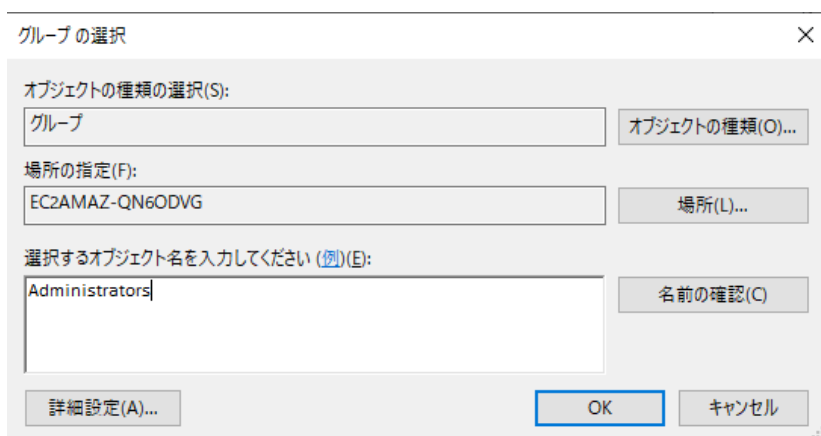 グループ の選択
オブジェクトの種類の選択(S):
グループ
オブジェクトの種類(O)...
場所の指定(F):
EC2AMAZ-QN6ODVG
場所(L)...
選択するオブジェクト名を入力してください (例)(E):
Administrators
名前の確認(C)
詳細設定(A)...
OK
キャンセル